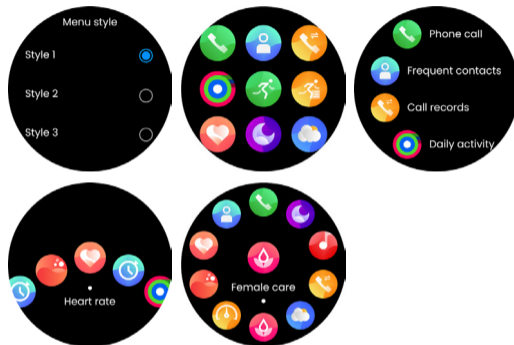 Menu style
Style 1
Style 2
Style 3
Phone call
Frequent contacts
Call records
Daily activity
Heart rate
Female care